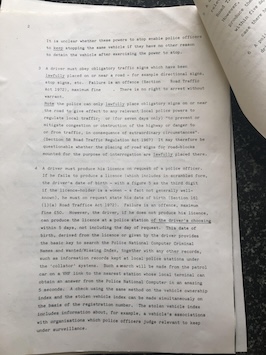 It is unclear whether these powers to stop enable police officers
to keep stopping the same vehicle if they have no other reason
to detain the vehicle after exercising the power to stop.
a driver must obey obligatory traffic signs which have been
lawfully placed on or near a road - for example directional signs,
stop signs, etc. Failure is an offence (Section Road Traffic
Act 1972), maximum fine . There is no right to arrest without
warrant.
Note the police can only lawfully place obligatory signs on or near
the road to give effect to any relevant local police powers to
regulate local traffic, or (for seven days only) "to prevent or
mitigate congestion or obstruction of the highway or danger to
or from traffic, in consequence of extraordinary circumstances"
(Section Road Traffic Regulation Act 1967). It may therefore be
questionable whether the placing of road signs for roadblocks
mounted for the purpose of interrogation are lawfully placed there.
a driver must produce his licence on request of a police officer.
If he fails to produce a licence which includes in scrambled form,
the driver's date of birth - with a figure 5 as the third digit
if the licence-holder is a women - a fact not generally well-
known), he must on request state his date of birth (Section 161
Road Traffic Act 1972). Failure is an offence, maximum
fine £50. However, the driver, if he does not produce his licence,
can produce the licence at a police station of the driver's choosing
within 5 days, not including the day of request. This date of
birth, derived from the licence or given by the driver provides
the basic key to search the Police National Computer Criminal
Names and Wanted/Missing Index, together with any other records,
such as information records kept at local police stations under
the 'collator' system. Such a search will be made from the patrol
car on a VHF link to the nearest station whose local terminal can
obtain an answer from the Police National Computer in on average
5 seconds. A check using the same method on the vehicle ownership
index and the stolen vehicle index can be made simultaneously on
the basis of the registration number. The stolen vehicle index
includes information about, for example, a vehicle's associations
with organisations which police officers judge relevant to keep
under surveillance.